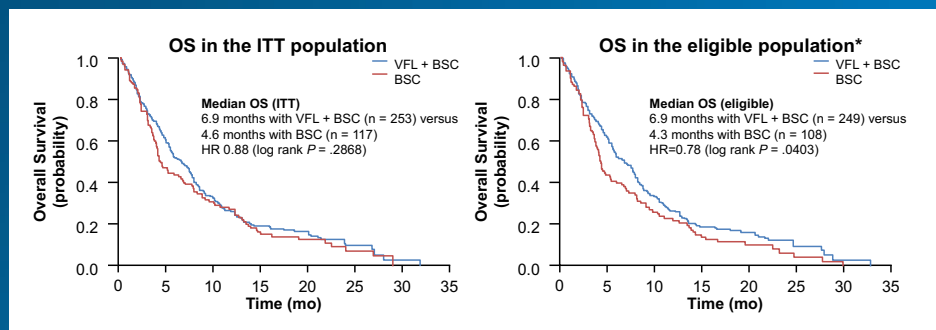 OS in the ITT population
VFL + BSC
BSC
Median OS (ITT)
6.9 months with VFL + BSC (n = 253) versus
4.6 months with BSC (n = 117)
HR 0.88 (log rank P = .2868)
Overall Survival
(probability)
1.0
0.8
0.6
0.4
0.2
0.0
0 5 10 15 20 25 30 35
Time (mo)
OS in the eligible population*
VFL + BSC
BSC
Median OS (eligible)
6.9 months with VFL + BSC (n = 249) versus
4.3 months with BSC (n = 108)
HR=0.78 (log rank P = .0403)
Overall Survival
(probability)
1.0
0.8
0.6
0.4
0.2
0.0
0 5 10 15 20 25 30 35
Time (mo)